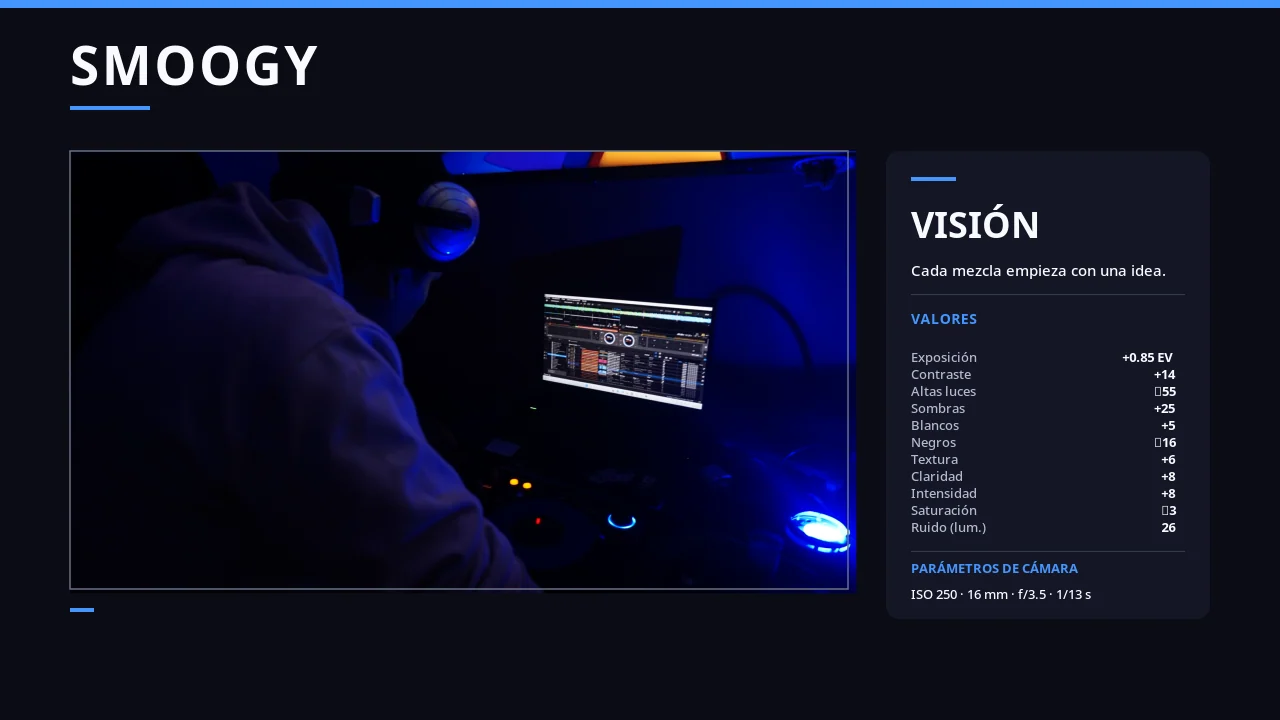 SMOOGY
VISIÓN
Cada mezcla empieza con una idea.
VALORES
Exposición +0.85 EV
Contraste +14
Altas luces 55
Sombras +25
Blancos +5
Negros 16
Textura +6
Claridad +8
Intensidad +8
Saturación 3
Ruido (lum.) 26
PARÁMETROS DE CÁMARA
ISO 250 · 16 mm · f/3.5 · 1/13 s